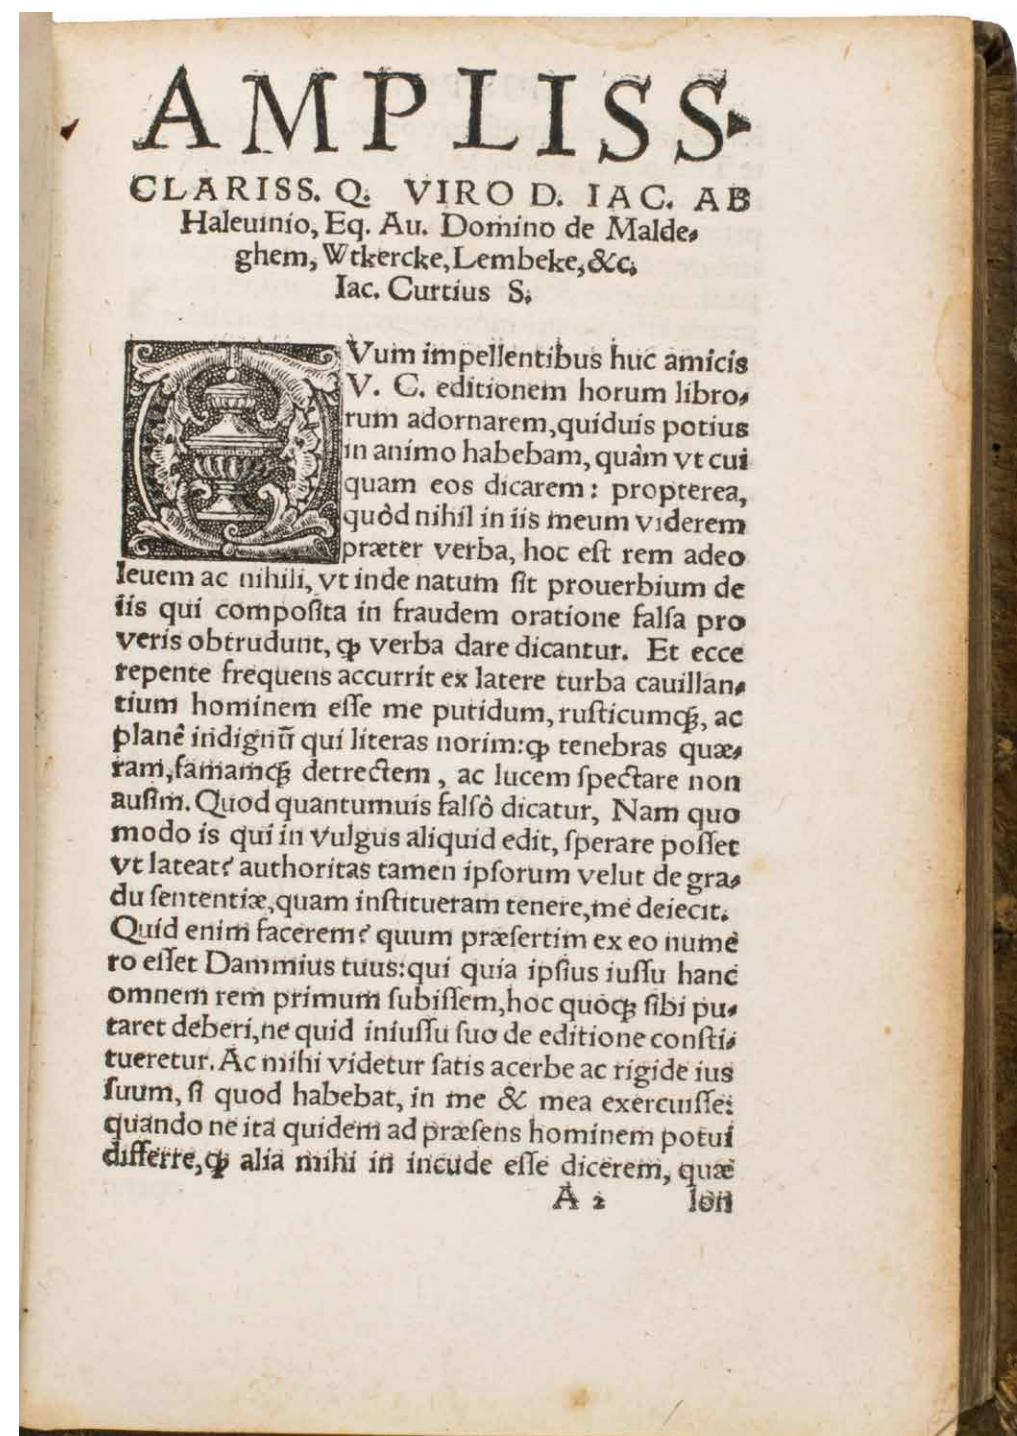 AMPLISS.
CLARISS. Q. VIRO D. IAC. AB
Haleuinio, Eq. Au. Domino de Malde-
ghem, Wtkercke, Lembeke, &c.
Iac. Curtius S.
QVum impellentibus huc amicis
V. C. editionem horum libro-
rum adornarem, quiduis potius
in animo habebam, quàm vt cui
quam eos dicarem: propterea,
quòd nihil in iis meum viderem
præter verba, hoc est rem adeo
leuem ac nihili, vt inde natum sit prouerbium de
iis qui composita in fraudem oratione falsa pro
veris obtrudunt, ꝙ verba dare dicantur. Et ecce
repente frequens accurrit ex latere turba cauillan-
tium hominem esse me putidum, rusticumqꝫ, ac
planê indignũ qui literas norim: ꝙ tenebras quæ-
ram, famamqꝫ detrectem, ac lucem spectare non
ausim. Quod quantumuis falsô dicatur, Nam quo
modo is qui in vulgus aliquid edit, sperare posset
vt lateat? authoritas tamen ipsorum velut de gra-
du sententiæ, quam institueram tenere, me deiecit.
Quid enim facerem? quum præsertim ex eo nume
ro esset Dammius tuus: qui quia ipsius iussu hanc
omnem rem primum subissem, hoc quôqꝫ sibi pu-
taret deberi, ne quid iniussu suo de editione consti-
tueretur. Ac mihi videtur satis acerbe ac rigide ius
suum, si quod habebat, in me & mea exercuisse:
quando ne ita quidem ad præsens hominem potui
differre, ꝙ alia mihi in incude esse dicerem, quæ
A 2 lon